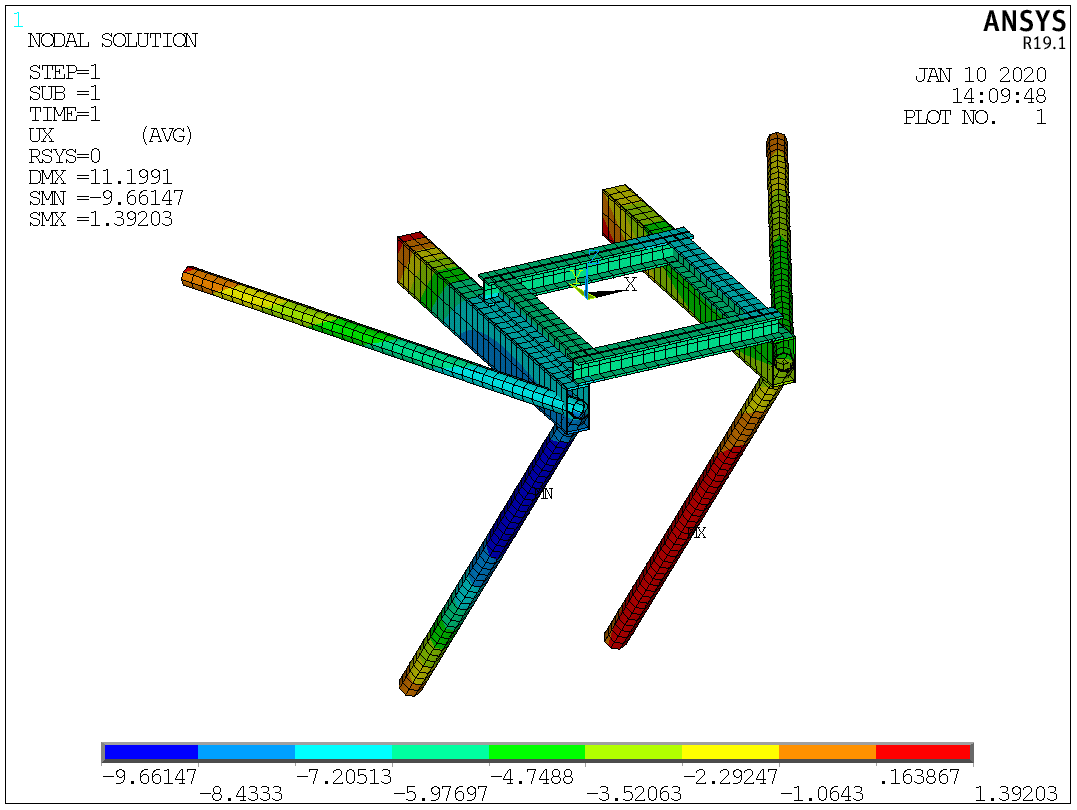 1
NODAL SOLUTION
STEP=1
SUB =1
TIME=1
UX (AVG)
RSYS=0
DMX =11.1991
SMN =-9.66147
SMX =1.39203
ANSYS
R19.1
JAN 10 2020
14:09:48
PLOT NO. 1
X
MX
-9.66147 -7.20513 -4.7488 -2.29247 .163867
-8.4333 -5.97697 -3.52063 -1.0643 1.39203